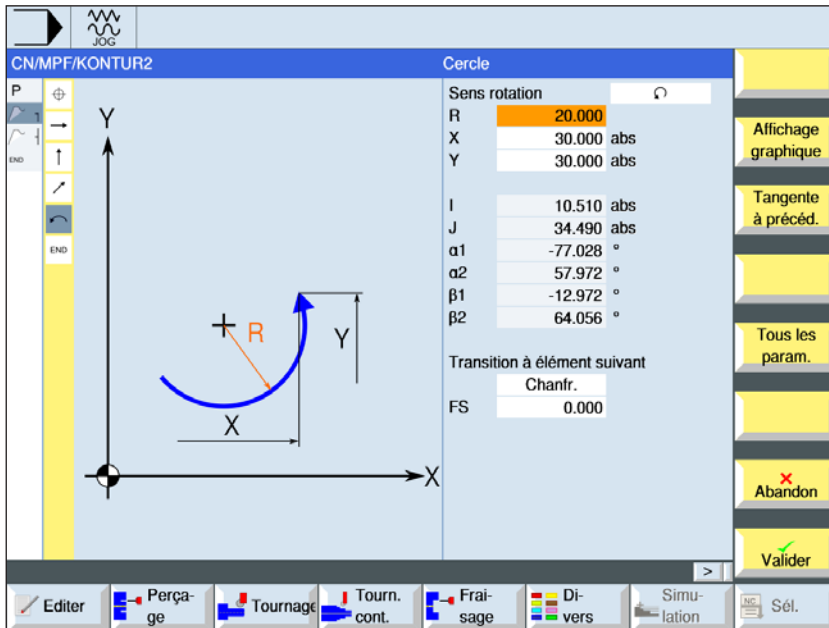 JOG
CN/MPF/KONTUR2
Cercle
P
1
END
END
Y
R
Y
X
X
Sens rotation
R 20.000
X 30.000 abs
Y 30.000 abs
I 10.510 abs
J 34.490 abs
α1 -77.028 °
α2 57.972 °
β1 -12.972 °
β2 64.056 °
Transition à élément suivant
Chanfr.
FS 0.000
Affichage
graphique
Tangente
à précéd.
Tous les
param.
Abandon
Valider
>
Editer
Perça-
ge
Tournage
Tourn.
cont.
Frai-
sage
Di-
vers
Simu-
lation
NC
Sél.